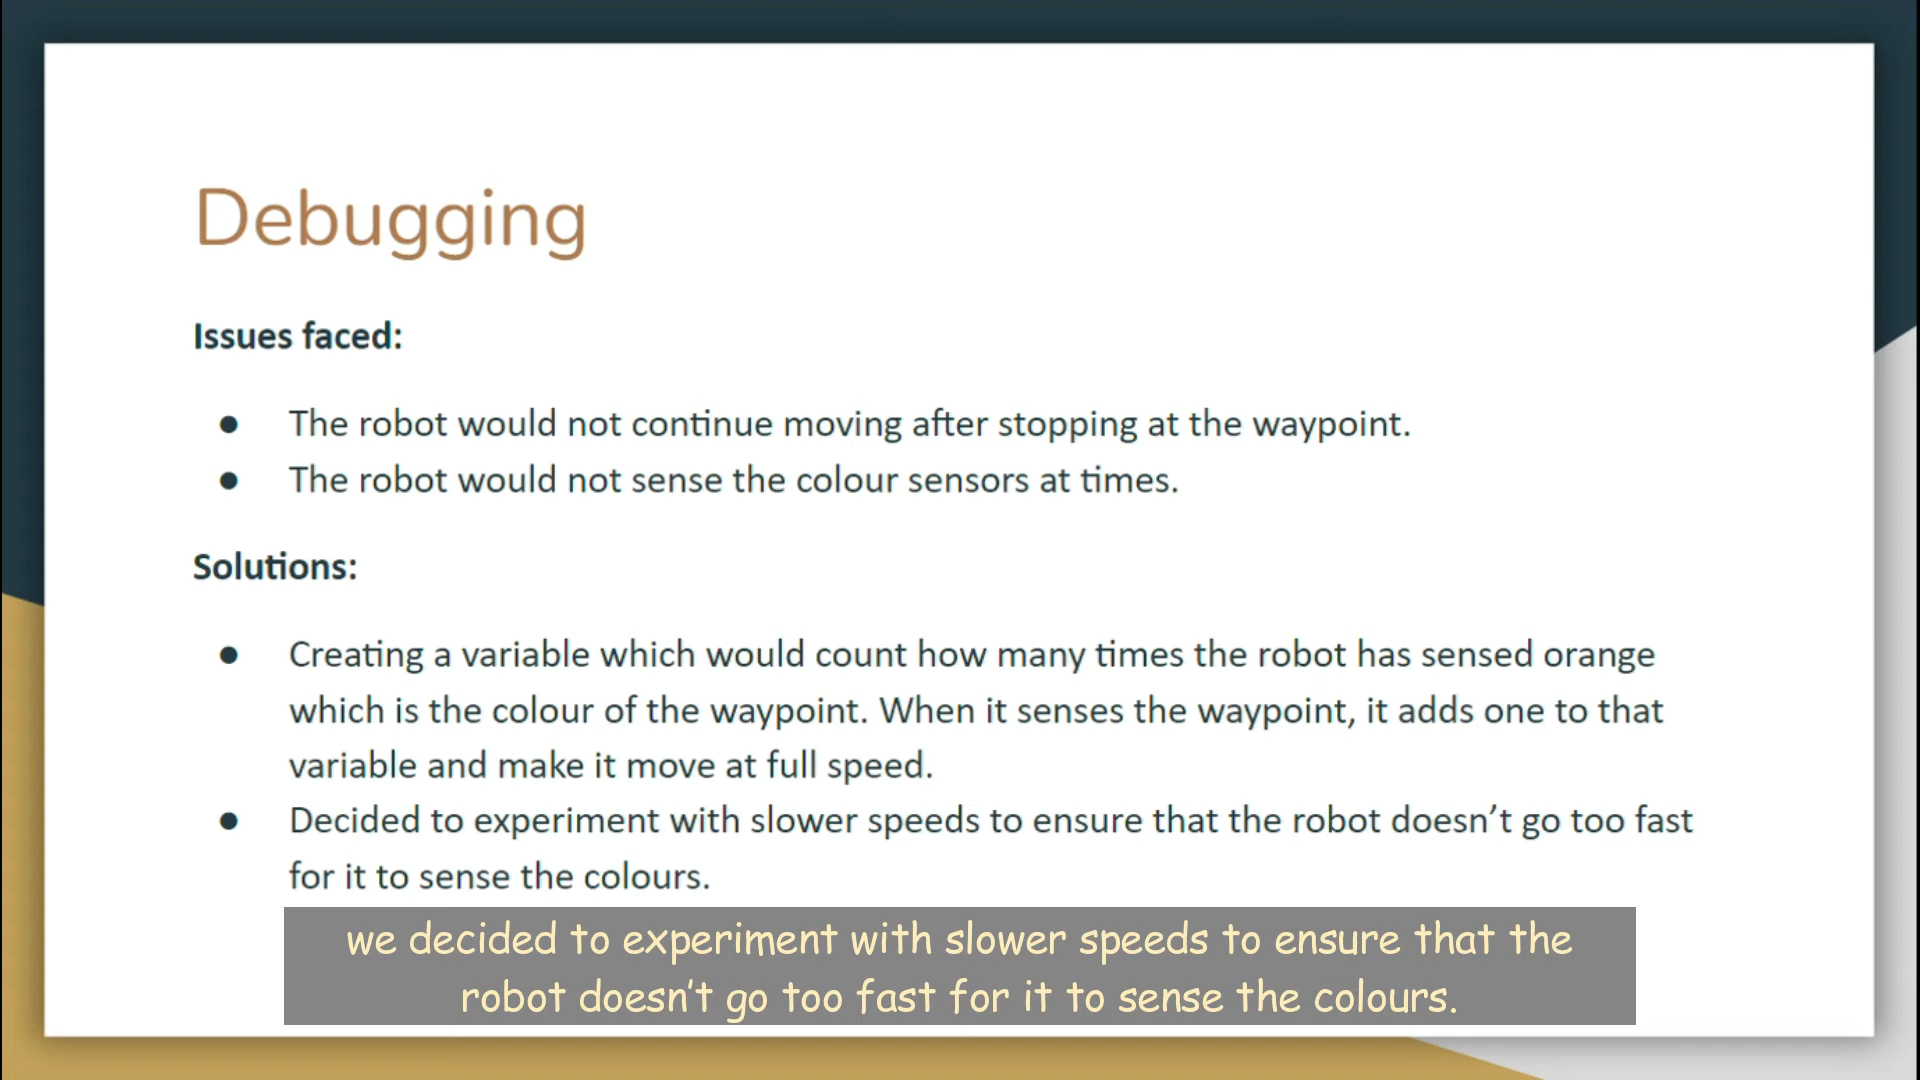 Debugging
Issues faced:
● The robot would not continue moving after stopping at the waypoint.
● The robot would not sense the colour sensors at times.
Solutions:
● Creating a variable which would count how many times the robot has sensed orange
which is the colour of the waypoint. When it senses the waypoint, it adds one to that
variable and make it move at full speed.
● Decided to experiment with slower speeds to ensure that the robot doesn’t go too fast
for it to sense the colours.
we decided to experiment with slower speeds to ensure that the
robot doesn't go too fast for it to sense the colours.